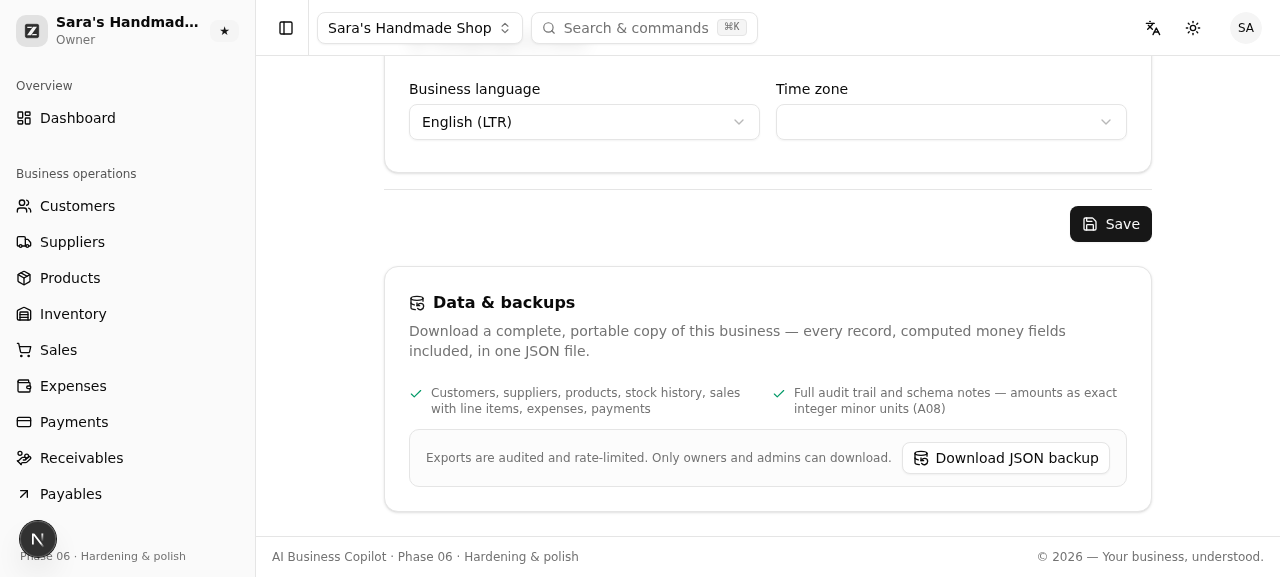 Sara's Handmad...
Owner
★
Sara's Handmade Shop
Search & commands
⌘K
SA
Overview
Dashboard
Business operations
Customers
Suppliers
Products
Inventory
Sales
Expenses
Payments
Receivables
Payables
Phase 06 · Hardening & polish
Business language
Time zone
English (LTR)
Save
Data & backups
Download a complete, portable copy of this business — every record, computed money fields
included, in one JSON file.
Customers, suppliers, products, stock history, sales
with line items, expenses, payments
Full audit trail and schema notes — amounts as exact
integer minor units (A08)
Exports are audited and rate-limited. Only owners and admins can download.
Download JSON backup
AI Business Copilot · Phase 06 · Hardening & polish
© 2026 — Your business, understood.